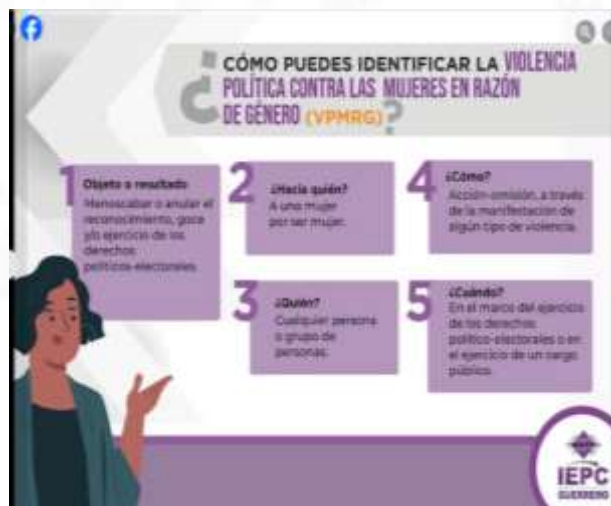 ¿CÓMO PUEDES IDENTIFICAR LA VIOLENCIA
POLÍTICA CONTRA LAS MUJERES EN RAZÓN
DE GÉNERO (VPMRG)?
1
Objeto o resultado
Menoscabar o anular el
reconocimiento, goce
y/o ejercicio de los
derechos
políticos-electorales.
2
¿Hacia quién?
A una mujer
por ser mujer.
3
¿Quién?
Cualquier persona
o grupo de
personas.
4
¿Cómo?
Acción-omisión, a través
de la manifestación de
algún tipo de violencia.
5
¿Cuándo?
En el marco del ejercicio
de los derechos
político-electorales o en
el ejercicio de un cargo
público.
IEPC
GUERRERO